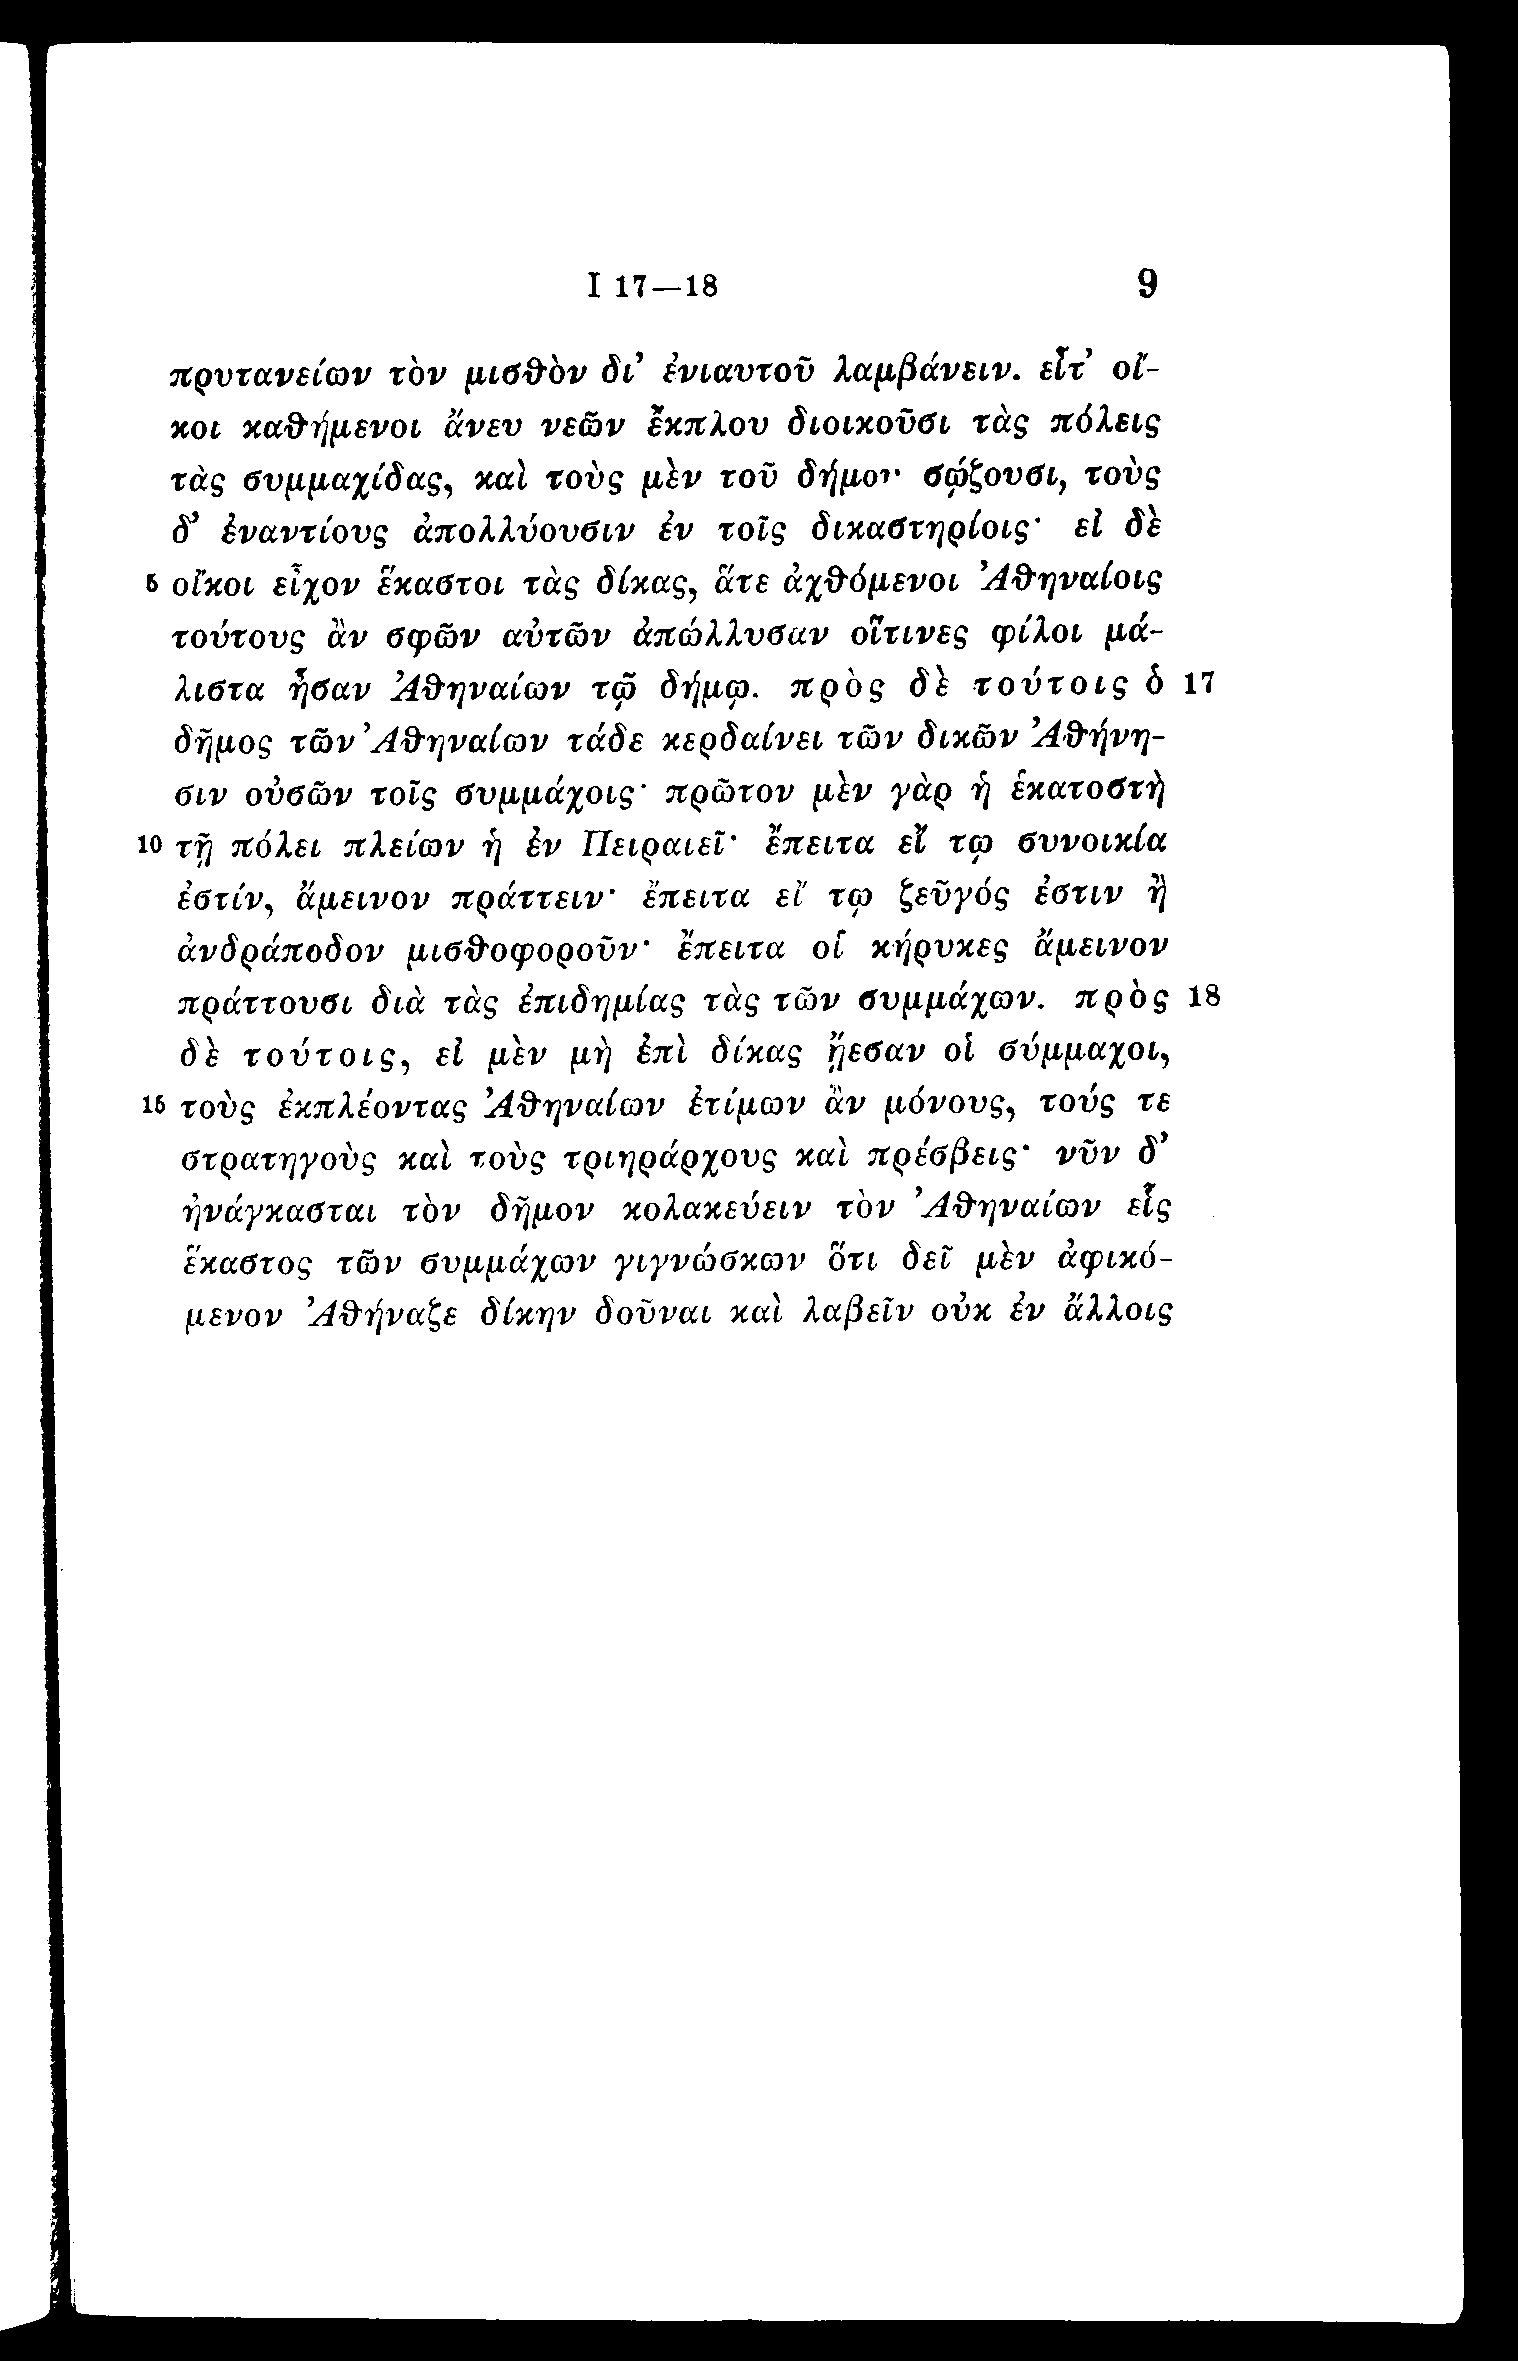 I 17—18 9
πρυτανείων τὸν μισθὸν δι’ ἐνιαυτοῦ λαμβάνειν. εἶτ’ οἴ-
κοι καθήμενοι ἄνευ νεῶν ἔκπλου διοικοῦσι τὰς πόλεις
τὰς συμμαχίδας, καὶ τοὺς μὲν τοῦ δήμου σῴζουσι, τοὺς
δ’ ἐναντίους ἀπολλύουσιν ἐν τοῖς δικαστηρίοις· εἰ δὲ
5 οἴκοι εἶχον ἕκαστοι τὰς δίκας, ἅτε ἀχθόμενοι Ἀθηναίοις
τούτους ἂν σφῶν αὐτῶν ἀπώλλυσαν οἵτινες φίλοι μά-
λιστα ἦσαν Ἀθηναίων τῷ δήμῳ. πρὸς δὲ τούτοις ὁ 17
δῆμος τῶν Ἀθηναίων τάδε κερδαίνει τῶν δικῶν Ἀθήνη-
σιν οὐσῶν τοῖς συμμάχοις· πρῶτον μὲν γὰρ ἡ ἑκατοστὴ
10 τῇ πόλει πλείων ἡ ἐν Πειραιεῖ· ἔπειτα εἴ τῳ συνοικία
ἐστίν, ἄμεινον πράττειν· ἔπειτα εἴ τῳ ζεῦγός ἐστιν ἢ
ἀνδράποδον μισθοφοροῦν· ἔπειτα οἱ κήρυκες ἄμεινον
πράττουσι διὰ τὰς ἐπιδημίας τὰς τῶν συμμάχων. πρὸς 18
δὲ τούτοις, εἰ μὲν μὴ ἐπὶ δίκας ᾔεσαν οἱ σύμμαχοι,
15 τοὺς ἐκπλέοντας Ἀθηναίων ἐτίμων ἂν μόνους, τούς τε
στρατηγοὺς καὶ τοὺς τριηράρχους καὶ πρέσβεις· νῦν δ’
ἠνάγκασται τὸν δῆμον κολακεύειν τὸν Ἀθηναίων εἷς
ἕκαστος τῶν συμμάχων γιγνώσκων ὅτι δεῖ μὲν ἀφικό-
μενον Ἀθήναζε δίκην δοῦναι καὶ λαβεῖν οὐκ ἐν ἄλλοις